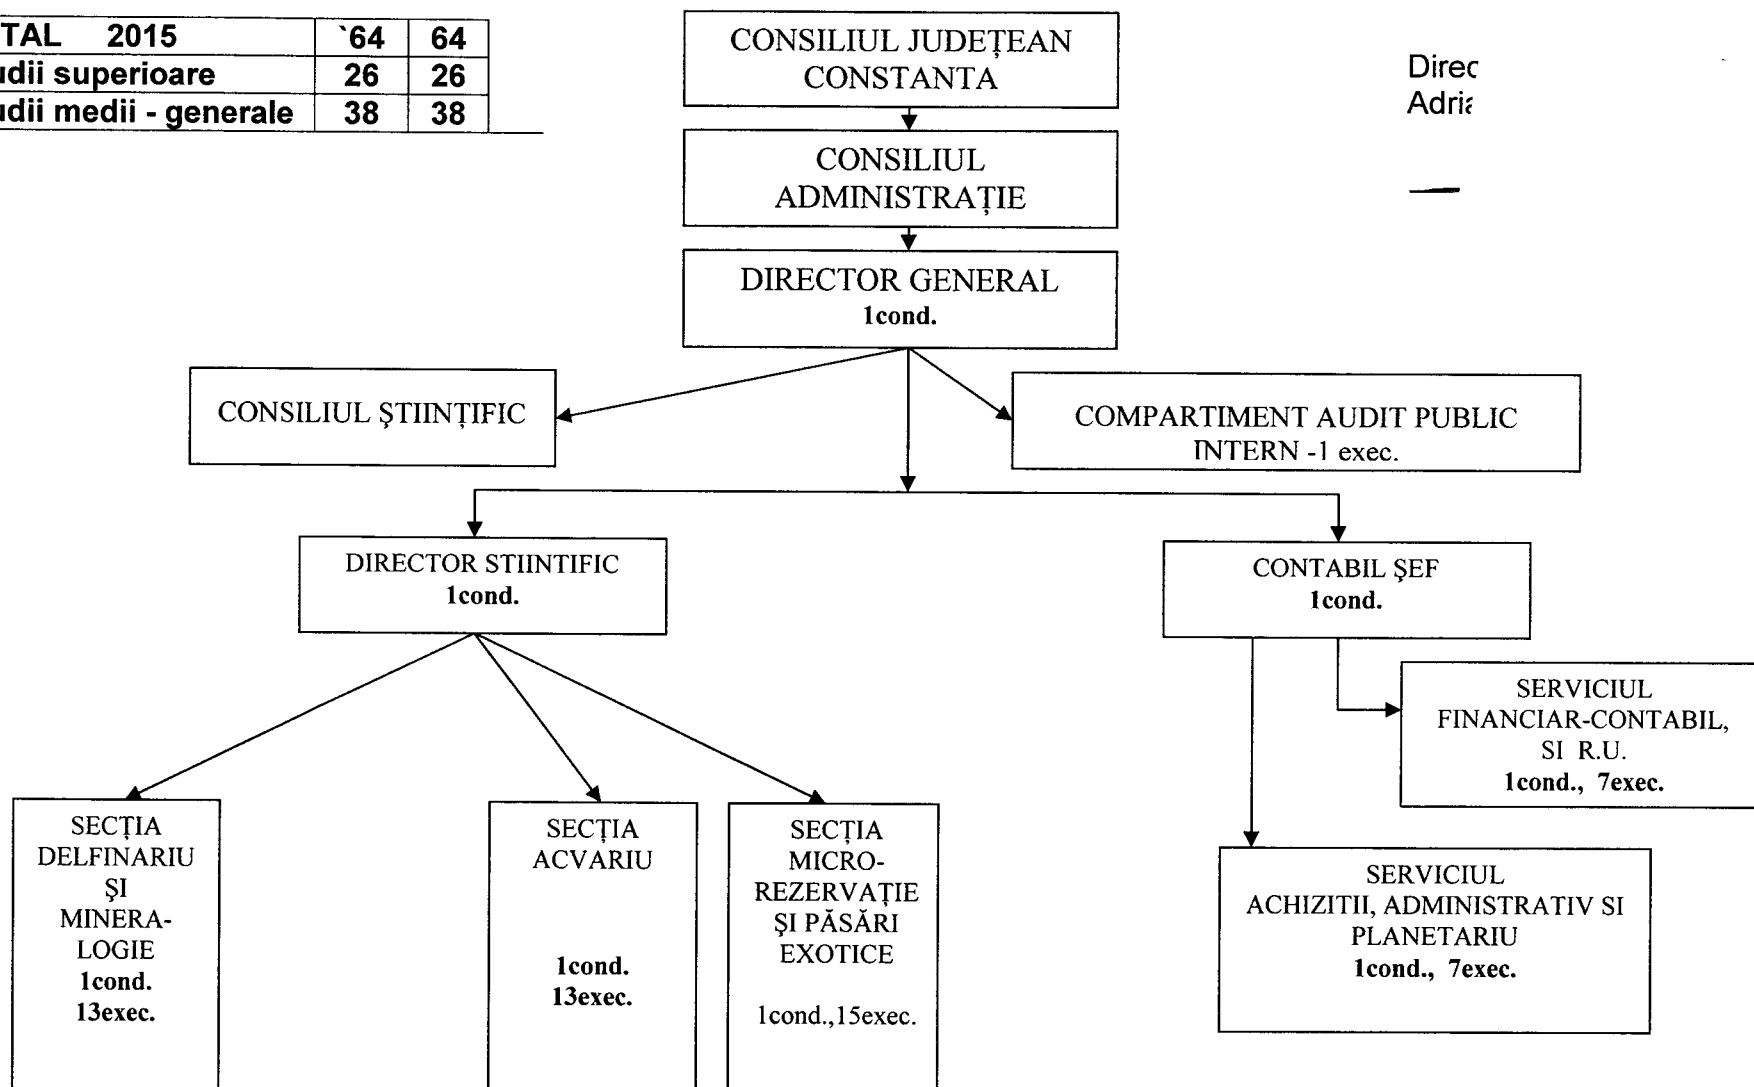 TAL 2015 `64 64
udii superioare 26 26
udii medii - generale 38 38
CONSILIUL JUDEȚEAN
CONSTANTA
Direc
Adria
CONSILIUL
ADMINISTRAȚIE
DIRECTOR GENERAL
1cond.
CONSILIUL ŞTIINȚIFIC
COMPARTIMENT AUDIT PUBLIC
INTERN -1 exec.
DIRECTOR STIINTIFIC
1cond.
CONTABIL ŞEF
1cond.
SERVICIUL
FINANCIAR-CONTABIL,
SI R.U.
1cond., 7exec.
SECȚIA
DELFINARIU
ŞI
MINERA-
LOGIE
1cond.
13exec.
SECȚIA
ACVARIU
1cond.
13exec.
SECȚIA
MICRO-
REZERVAȚIE
ŞI PĂSĂRI
EXOTICE
1cond.,15exec.
SERVICIUL
ACHIZITII, ADMINISTRATIV SI
PLANETARIU
1cond., 7exec.